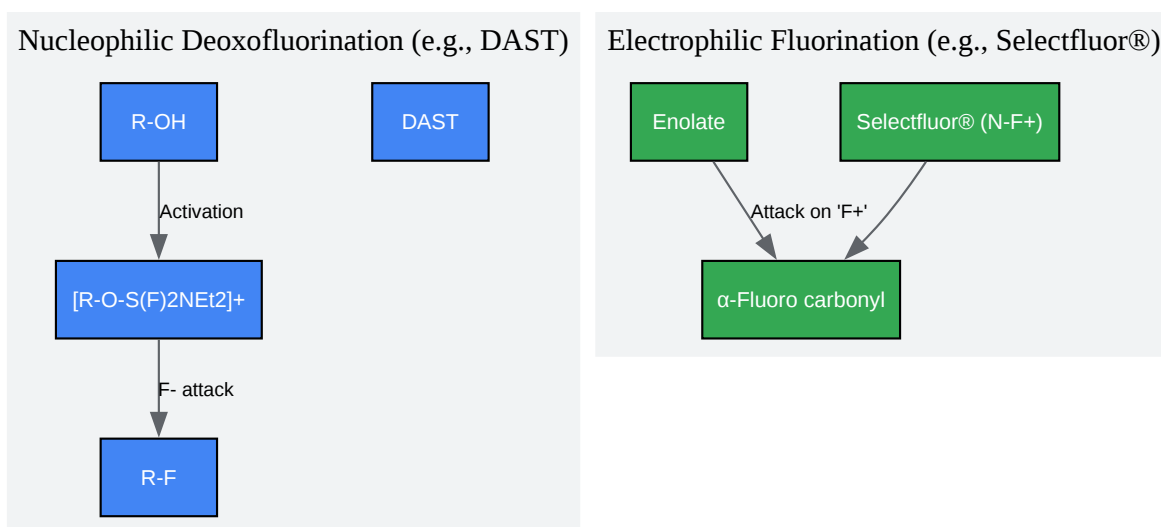 Nucleophilic Deoxofluorination (e.g., DAST)
R-OH
DAST
Activation
[R-O-S(F)2NEt2]+
F- attack
R-F
Electrophilic Fluorination (e.g., Selectfluor®)
Enolate
Selectfluor® (N-F+)
Attack on 'F+'
α-Fluoro carbonyl